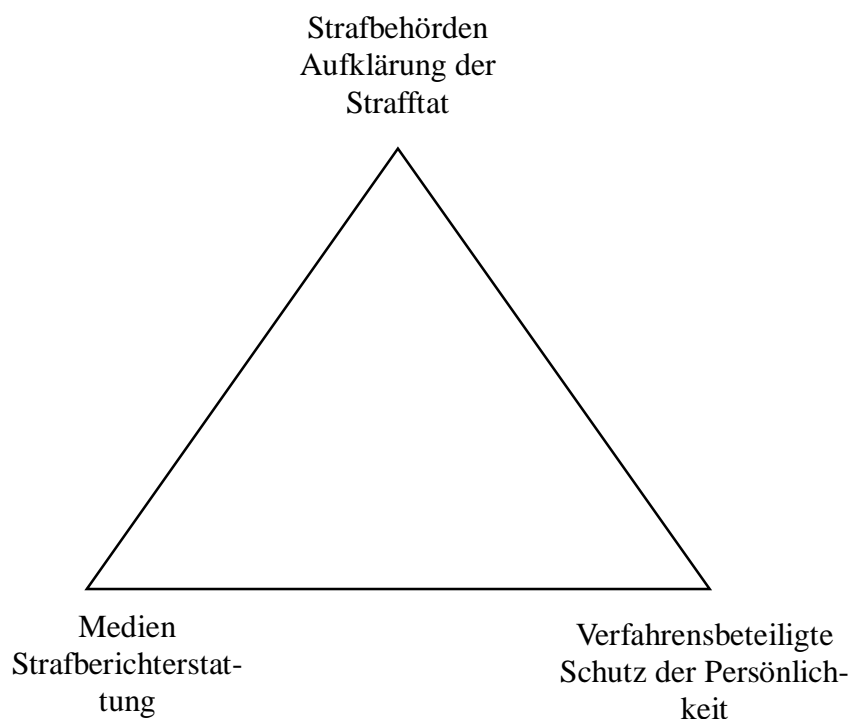 Strafbehörden
Aufklärung der
Strafftat
Medien
Strafberichterstat-
tung
Verfahrensbeteiligte
Schutz der Persönlich-
keit